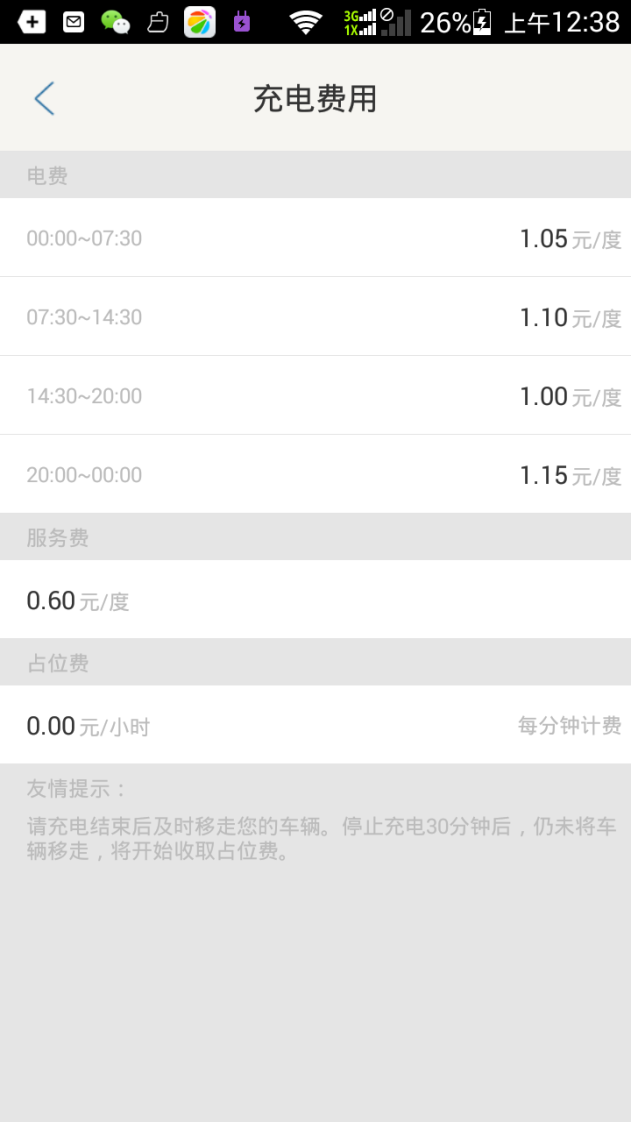 3G
1X
26%
上午12:38
充电费用
电费
00:00~07:30 1.05元/度
07:30~14:30 1.10元/度
14:30~20:00 1.00元/度
20:00~00:00 1.15元/度
服务费
0.60元/度
占位费
0.00元/小时 每分钟计费
友情提示：
请充电结束后及时移走您的车辆。停止充电30分钟后，仍未将车
辆移走，将开始收取占位费。